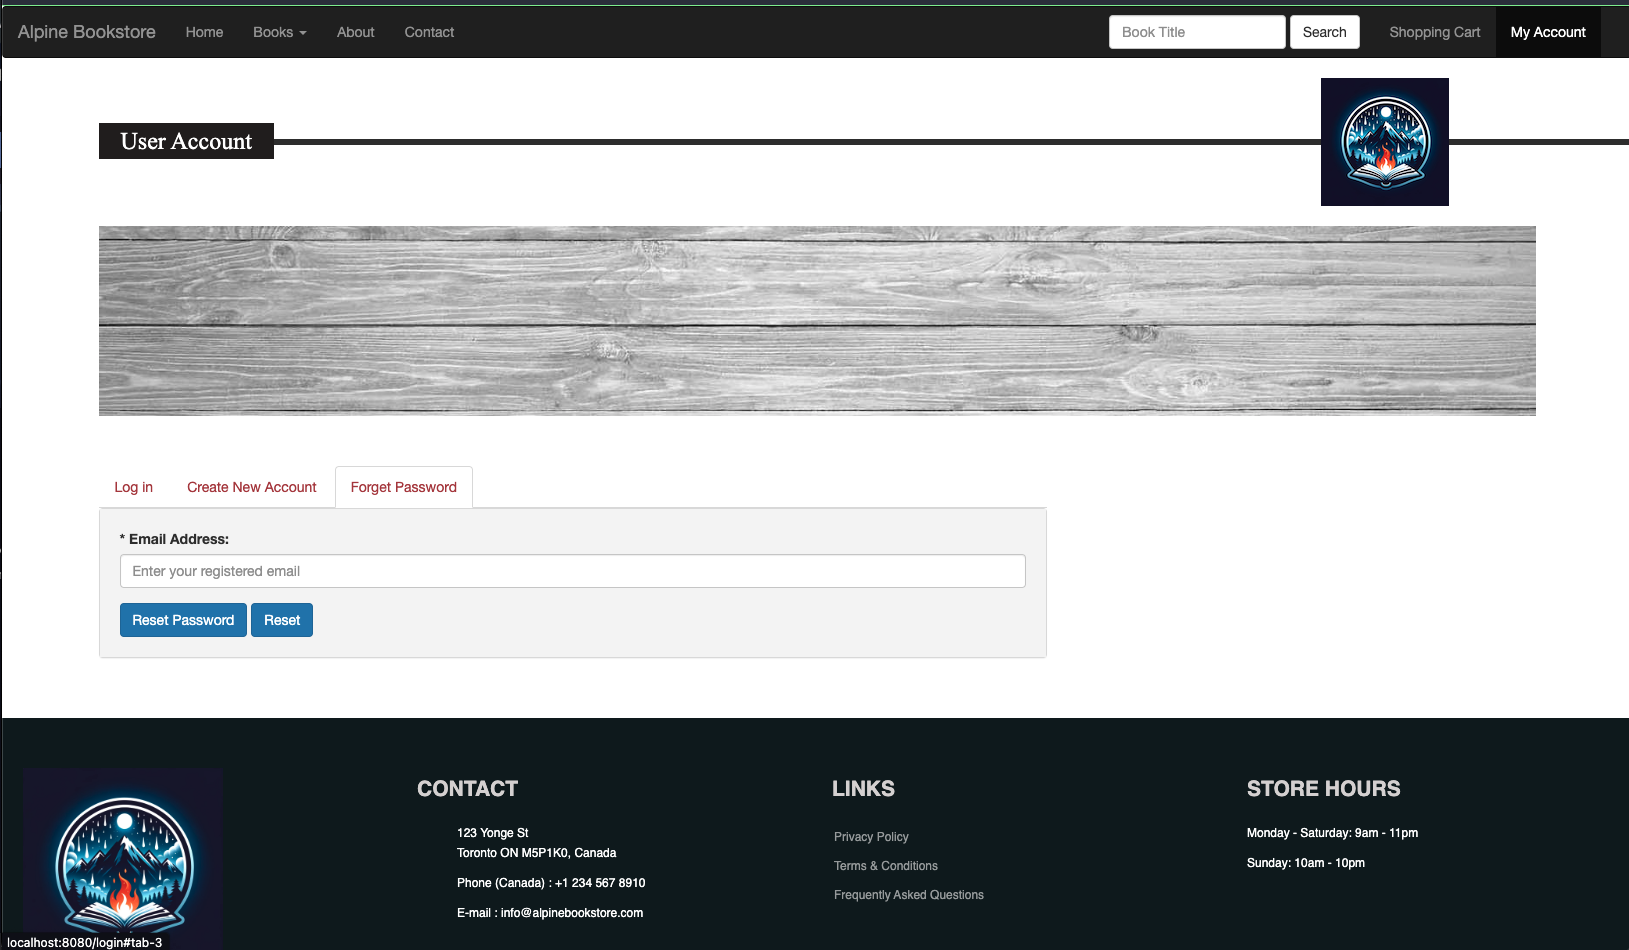 Alpine Bookstore Home Books About Contact Book Title Search Shopping Cart My Account
User Account
Log in Create New Account Forget Password
* Email Address:
Enter your registered email
Reset Password Reset
CONTACT
123 Yonge St
Toronto ON M5P1K0, Canada
Phone (Canada) : +1 234 567 8910
E-mail : info@alpinebookstore.com
LINKS
Privacy Policy
Terms & Conditions
Frequently Asked Questions
STORE HOURS
Monday - Saturday: 9am - 11pm
Sunday: 10am - 10pm
localhost:8080/login#tab-3